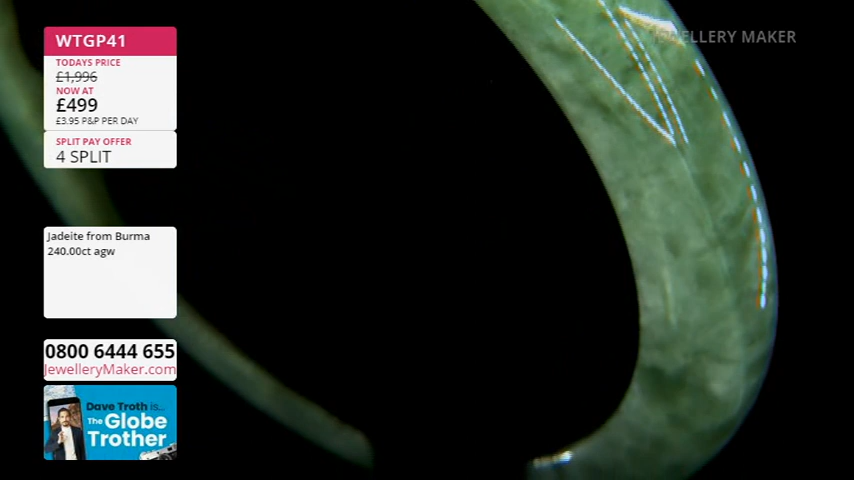 JEWELLERY MAKER
WTGP41
TODAYS PRICE
£1,996
NOW AT
£499
£3.95 P&P PER DAY
SPLIT PAY OFFER
4 SPLIT
Jadeite from Burma
240.00ct agw
0800 6444 655
JewelleryMaker.com
Dave Troth is...
The Globe
Trother